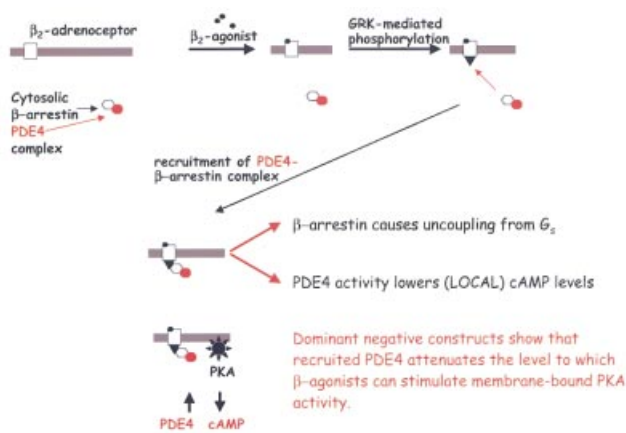 β₂-adrenoceptor
β₂-agonist
GRK-mediated
phosphorylation
Cytosolic
β-arrestin
PDE4
complex
recruitment of PDE4-
β-arrestin complex
β-arrestin causes uncoupling from Gₛ
PDE4 activity lowers (LOCAL) cAMP levels
PKA
PDE4 cAMP
Dominant negative constructs show that
recruited PDE4 attenuates the level to which
β-agonists can stimulate membrane-bound PKA
activity.